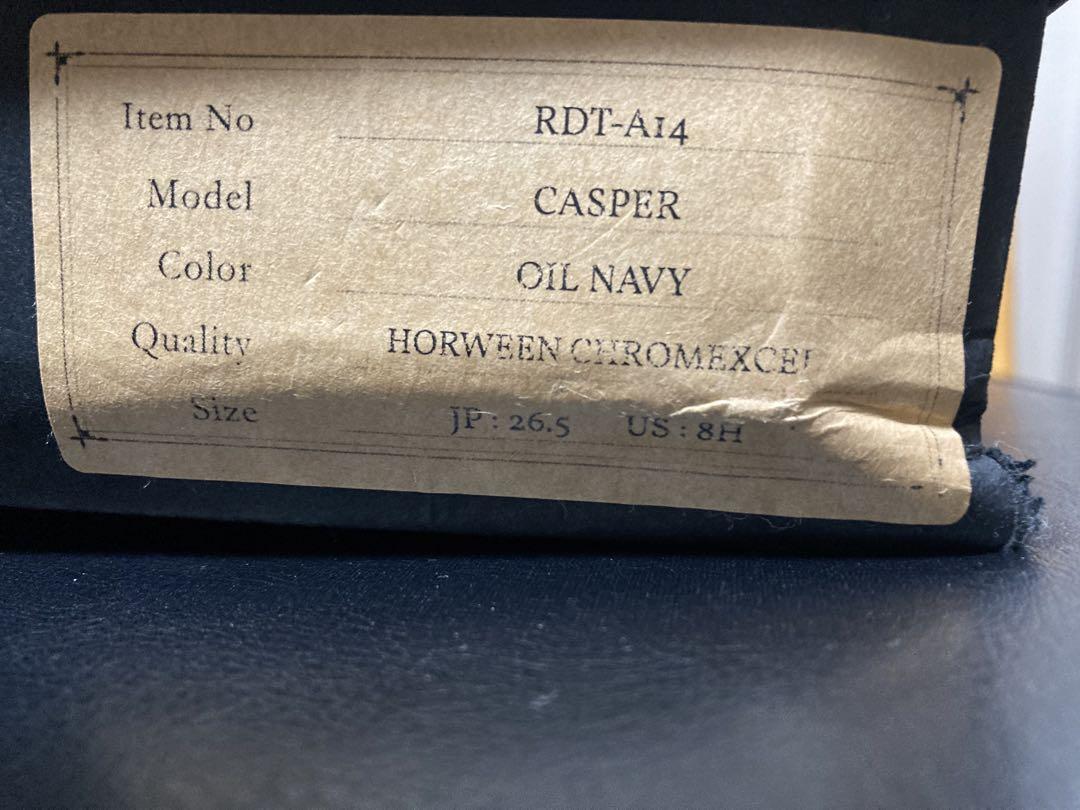 Item No RDT-A14
Model CASPER
Color OIL NAVY
Quality HORWEEN CHROMEXCEL
Size JP : 26.5 US : 8H